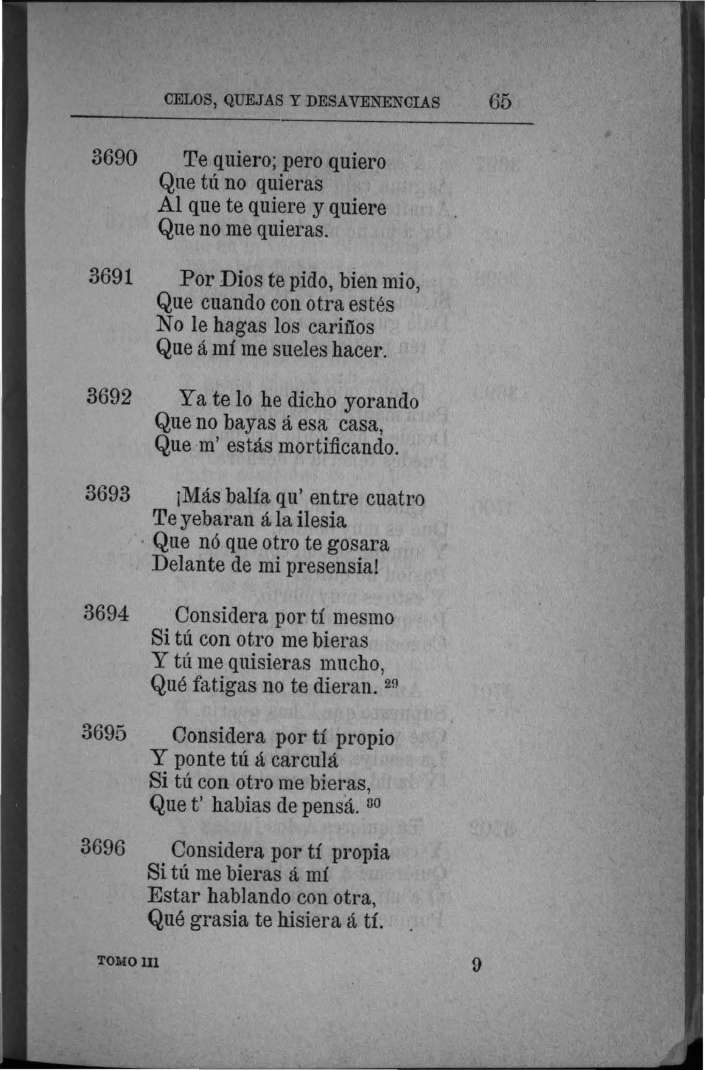 CELOS, QUEJAS Y DESAVENENCIAS 65
3690 Te quiero; pero quiero
Que tú no quieras
Al que te quiere y quiere
Que no me quieras.
3691 Por Dios te pido, bien mio,
Que cuando con otra estés
No le hagas los cariños
Que á mí me sueles hacer.
3692 Ya te lo he dicho yorando
Que no bayas á esa casa,
Que m' estás mortificando.
3693 ¡Más balía qu' entre cuatro
Te yebaran á la ilesia
Que nó que otro te gosara
Delante de mi presensia!
3694 Considera por tí mesmo
Si tú con otro me bieras
Y tú me quisieras mucho,
Qué fatigas no te dieran. 29
3695 Considera por tí propio
Y ponte tú á carculá
Si tú con otro me bieras,
Que t' habias de pensá. 30
3696 Considera por tí propia
Si tú me bieras á mí
Estar hablando con otra,
Qué grasia te hisiera á tí.
TOMO III 9